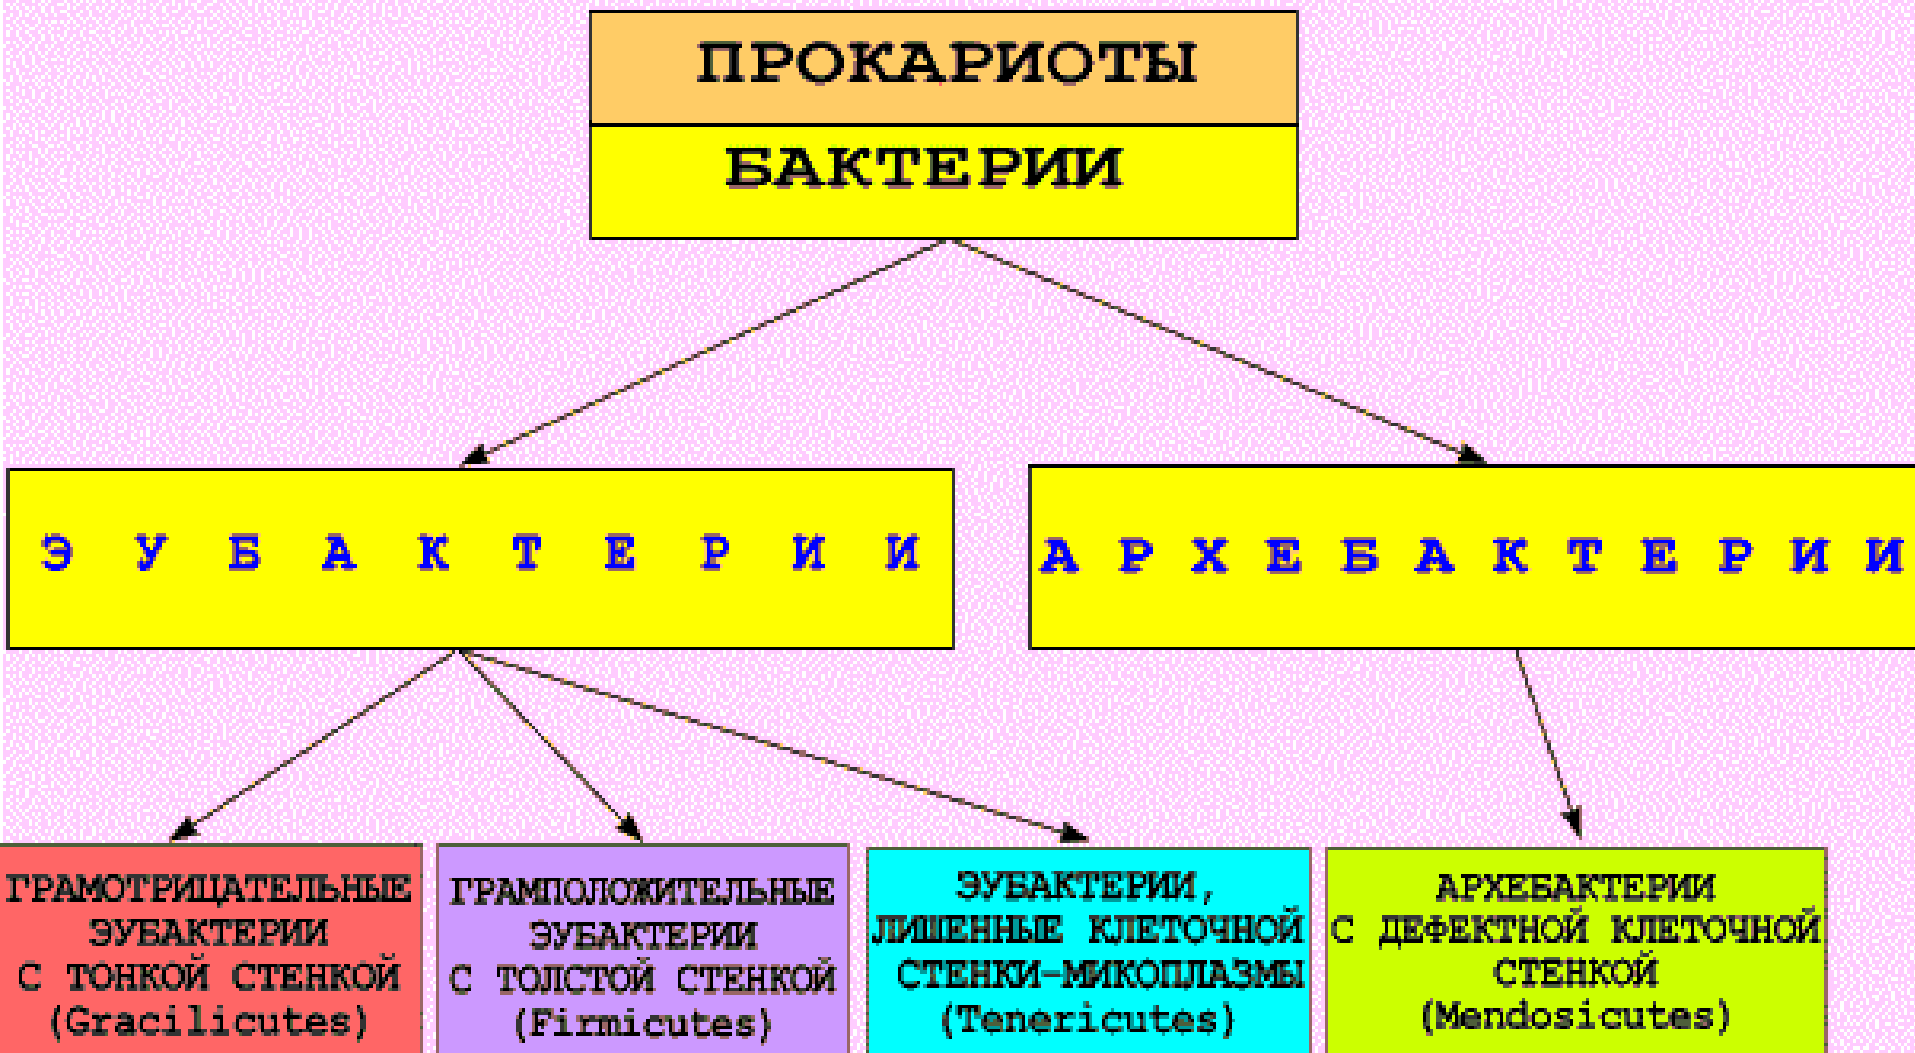 ПРОКАРИОТЫ
БАКТЕРИИ
Э У Б А К Т Е Р И И
А Р Х Е Б А К Т Е Р И И
ГРАМОТРИЦАТЕЛЬНЫЕ
ЭУБАКТЕРИИ
С ТОНКОЙ СТЕНКОЙ
(Gracilicutes)
ГРАМПОЛОЖИТЕЛЬНЫЕ
ЭУБАКТЕРИИ
С ТОЛСТОЙ СТЕНКОЙ
(Firmicutes)
ЭУБАКТЕРИИ,
ЛИШЕННЫЕ КЛЕТОЧНОЙ
СТЕНКИ-МИКОПЛАЗМЫ
(Tenericutes)
АРХЕБАКТЕРИИ
С ДЕФЕКТНОЙ КЛЕТОЧНОЙ
СТЕНКОЙ
(Mendosicutes)